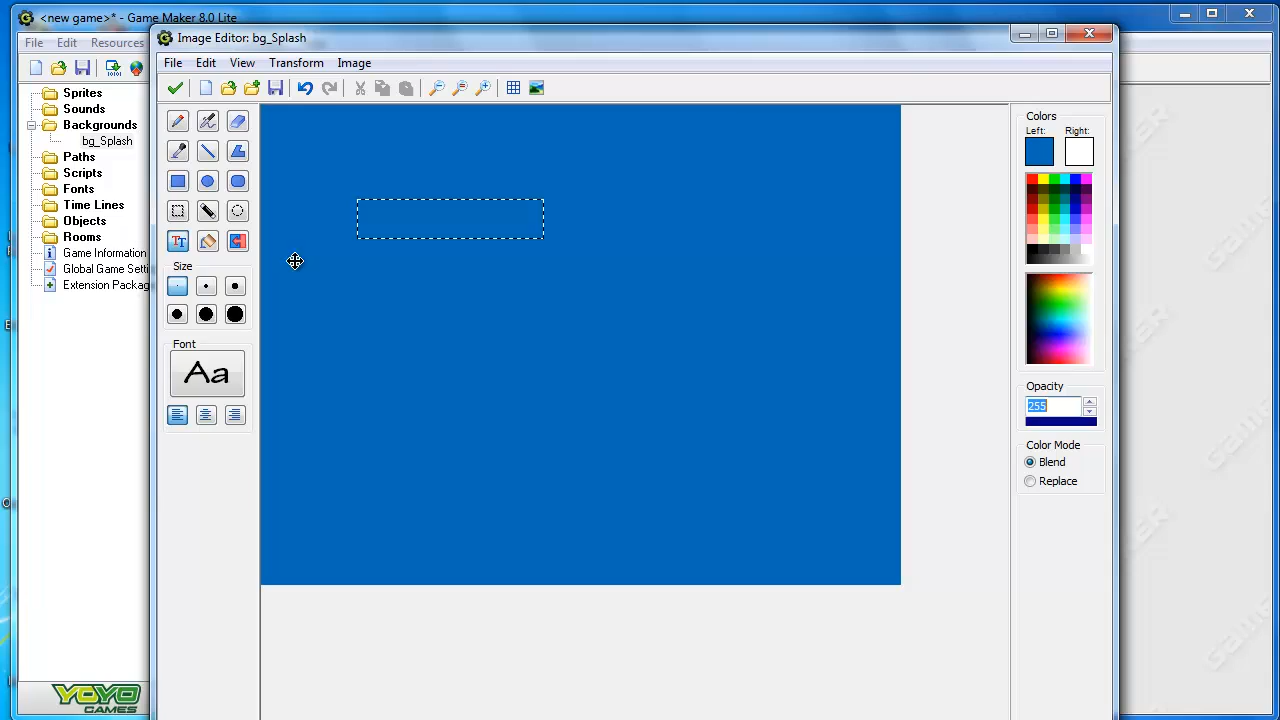 <new game>* - Game Maker 8.0 Lite
File Edit Resources
Image Editor: bg_Splash
File Edit View Transform Image
Sprites
Sounds
Backgrounds
bg_Splash
Paths
Scripts
Fonts
Time Lines
Objects
Rooms
Game Information
Global Game Setti
Extension Packag
YOYO
GAMES
TT
Size
Font
Aa
Colors
Left: Right:
Opacity
255
Color Mode
Blend
Replace